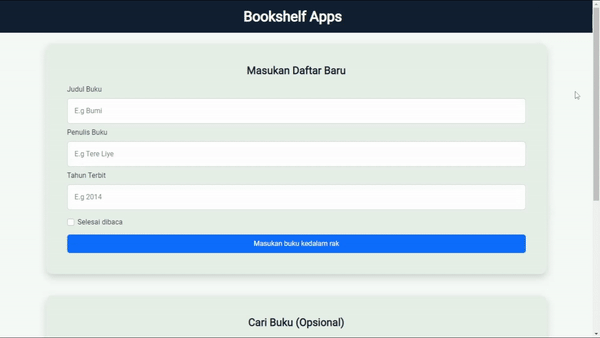 Bookshelf Apps
Masukan Daftar Baru
Judul Buku
E.g Bumi
Penulis Buku
E.g Tere Liye
Tahun Terbit
E.g 2014
Selesai dibaca
Masukan buku kedalam rak
Cari Buku (Opsional)